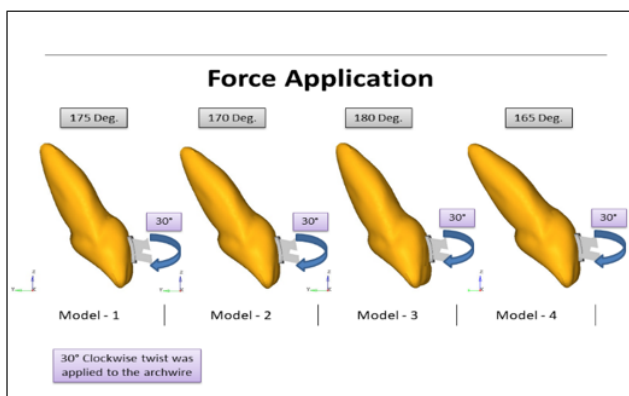 Force Application
175 Deg. 170 Deg. 180 Deg. 165 Deg.
30° 30° 30° 30°
Model - 1 Model - 2 Model - 3 Model - 4
30° Clockwise twist was
applied to the archwire